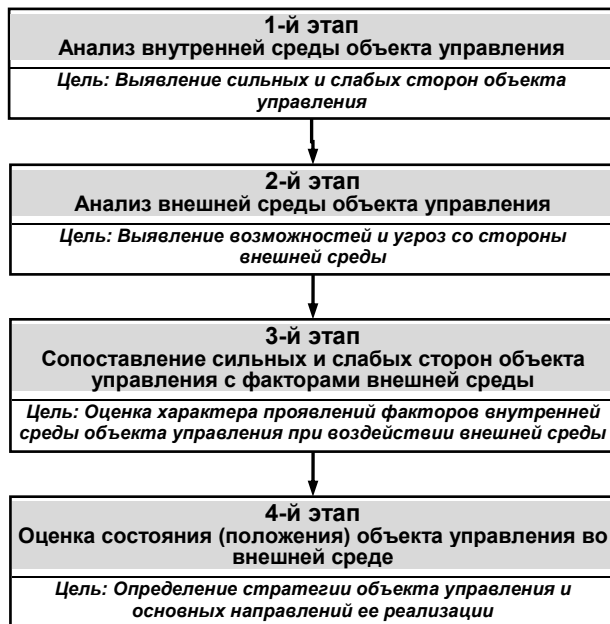 1-й этап
Анализ внутренней среды объекта управления
Цель: Выявление сильных и слабых сторон объекта
управления
2-й этап
Анализ внешней среды объекта управления
Цель: Выявление возможностей и угроз со стороны
внешней среды
3-й этап
Сопоставление сильных и слабых сторон объекта
управления с факторами внешней среды
Цель: Оценка характера проявлений факторов внутренней
среды объекта управления при воздействии внешней среды
4-й этап
Оценка состояния (положения) объекта управления во
внешней среде
Цель: Определение стратегии объекта управления и
основных направлений ее реализации